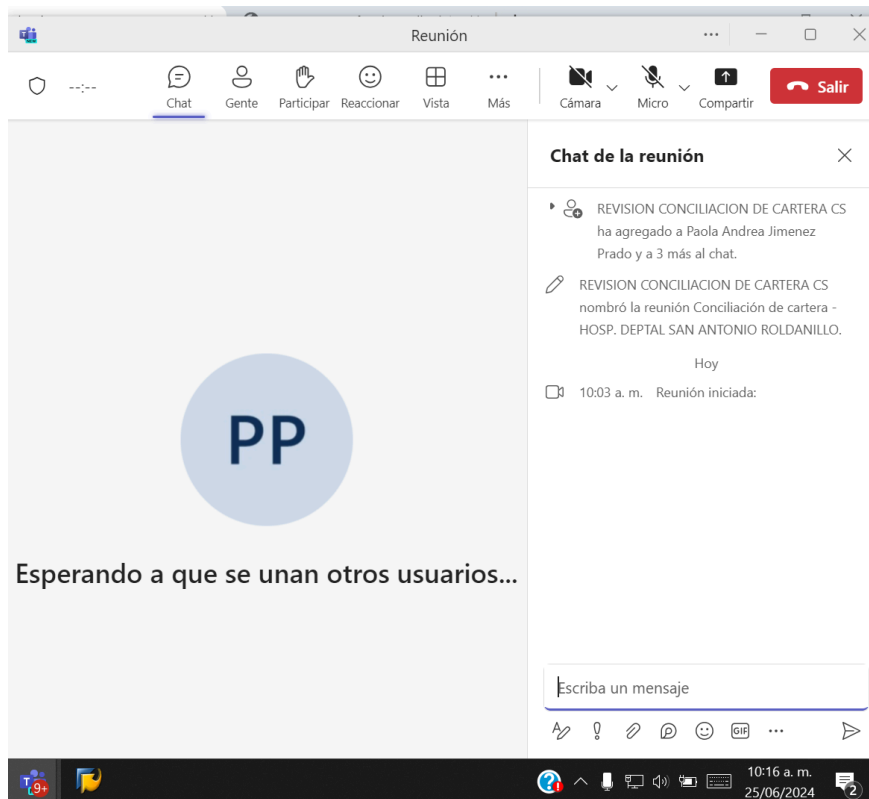 Reunión
--:--
Chat
Gente
Participar
Reaccionar
Vista
Más
Cámara
Micro
Compartir
Salir
Chat de la reunión
REVISION CONCILIACION DE CARTERA CS
ha agregado a Paola Andrea Jimenez
Prado y a 3 más al chat.
REVISION CONCILIACION DE CARTERA CS
nombró la reunión Conciliación de cartera -
HOSP. DEPTAL SAN ANTONIO ROLDANILLO.
Hoy
10:03 a. m. Reunión iniciada:
PP
Esperando a que se unan otros usuarios...
Escriba un mensaje
GIF
T
9+
10:16 a. m.
25/06/2024
2